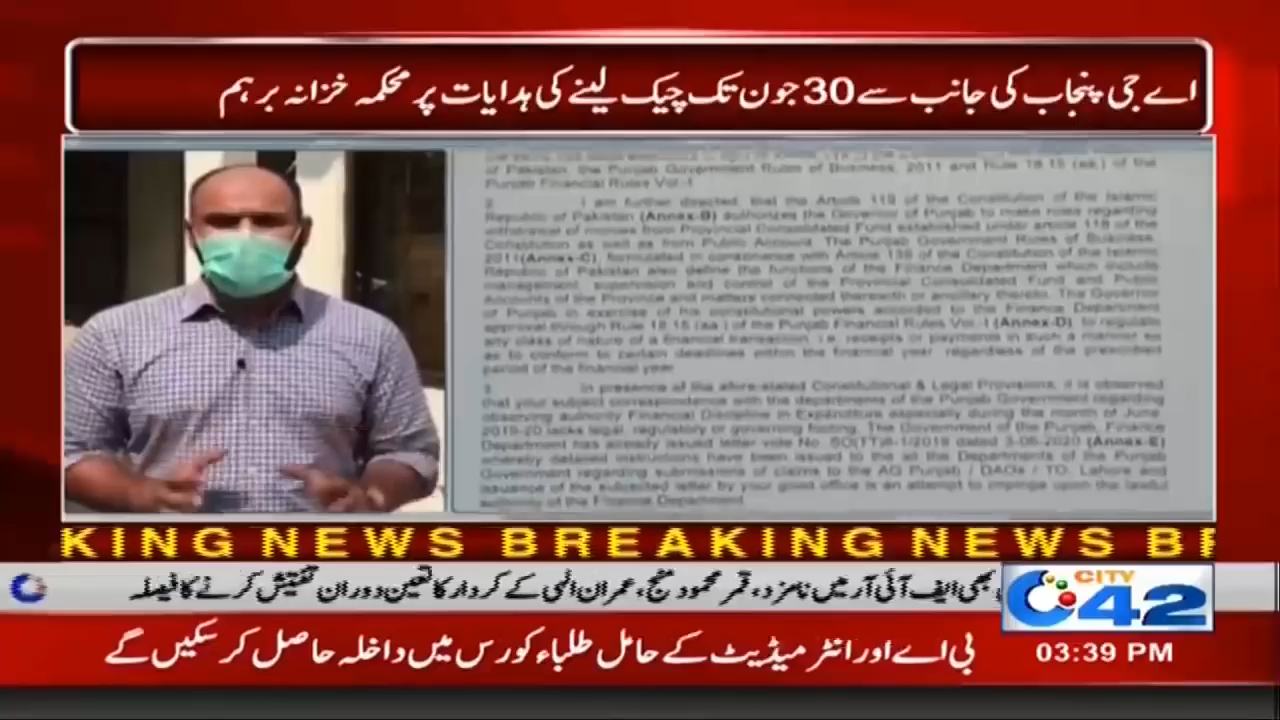 اے جی پنجاب کی جانب سے 30 جون تک چیک لینے کی ہدایات پر محکمہ خزانہ برہم
of Pakistan, the Punjab Government Rules of Business, 2011 and Rule 18.15 (aa.) of the
Punjab Financial Rules Vol-I
2. I am further directed, that the Article 119 of the Constitution of the Islamic
Republic of Pakistan (Annex-B) authorizes the Governor of Punjab to make rules regarding
withdrawal of monies from Provincial Consolidated Fund established under article 118 of the
Constitution as well as from Public Account. The Punjab Government Rules of Business,
2011(Annex-C), formulated in consonance with Article 139 of the Constitution of the Islamic
Republic of Pakistan also define the functions of the Finance Department which include
management, supervision and control of the Provincial Consolidated Fund and Public
Accounts of the Province and matters connected therewith or ancillary thereto. The Governor
of Punjab in exercise of his constitutional powers accorded to the Finance Department
approval through Rule 18.15 (aa.) of the Punjab Financial Rules Vol-I (Annex-D), to regulate
any class of nature of a financial transaction, i.e. receipts or payments in such a manner so
as to conform to certain deadlines within the financial year, regardless of the prescribed
period of the financial year.
3. In presence of the afore-stated Constitutional & Legal Provisions, it is observed
that your subject correspondence with the departments of the Punjab Government regarding
observing authority Financial Discipline in Expenditure especially during the month of June
2019-20 lacks legal, regulatory or governing footing. The Government of the Punjab, Finance
Department has already issued letter vide No. SO(TT)6-1/2019 dated 3-06-2020 (Annex-E)
whereby detailed instructions have been issued to the all the Departments of the Punjab
Government regarding submissions of claims to the AG Punjab / DAOs / TO, Lahore and
issuance of the subjected letter by your good office is an attempt to impinge upon the lawful
authority of the Finance Department.
KING NEWS BREAKING NEWS BR
بھی ایف آئی آر میں نامزد، قمر محمود منج، عمران الہی کے کردار کا تعین دوران تفتیش کرنے کا فیصلہ
CITY
42
بی اے اور انٹر میڈیٹ کے حامل طلباء کورس میں داخلہ حاصل کر سکیں گے
03:39 PM